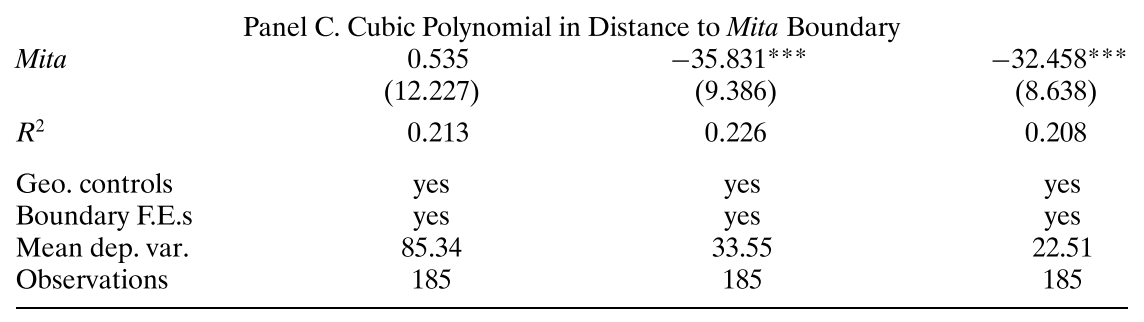 Panel C. Cubic Polynomial in Distance to Mita Boundary
Mita 0.535 −35.831*** −32.458***
(12.227) (9.386) (8.638)
R² 0.213 0.226 0.208
Geo. controls yes yes yes
Boundary F.E.s yes yes yes
Mean dep. var. 85.34 33.55 22.51
Observations 185 185 185